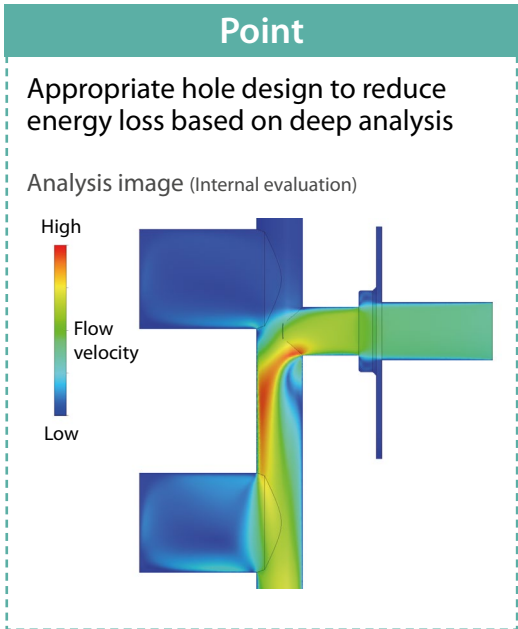 Point
Appropriate hole design to reduce
energy loss based on deep analysis
Analysis image (Internal evaluation)
High
Flow
velocity
Low